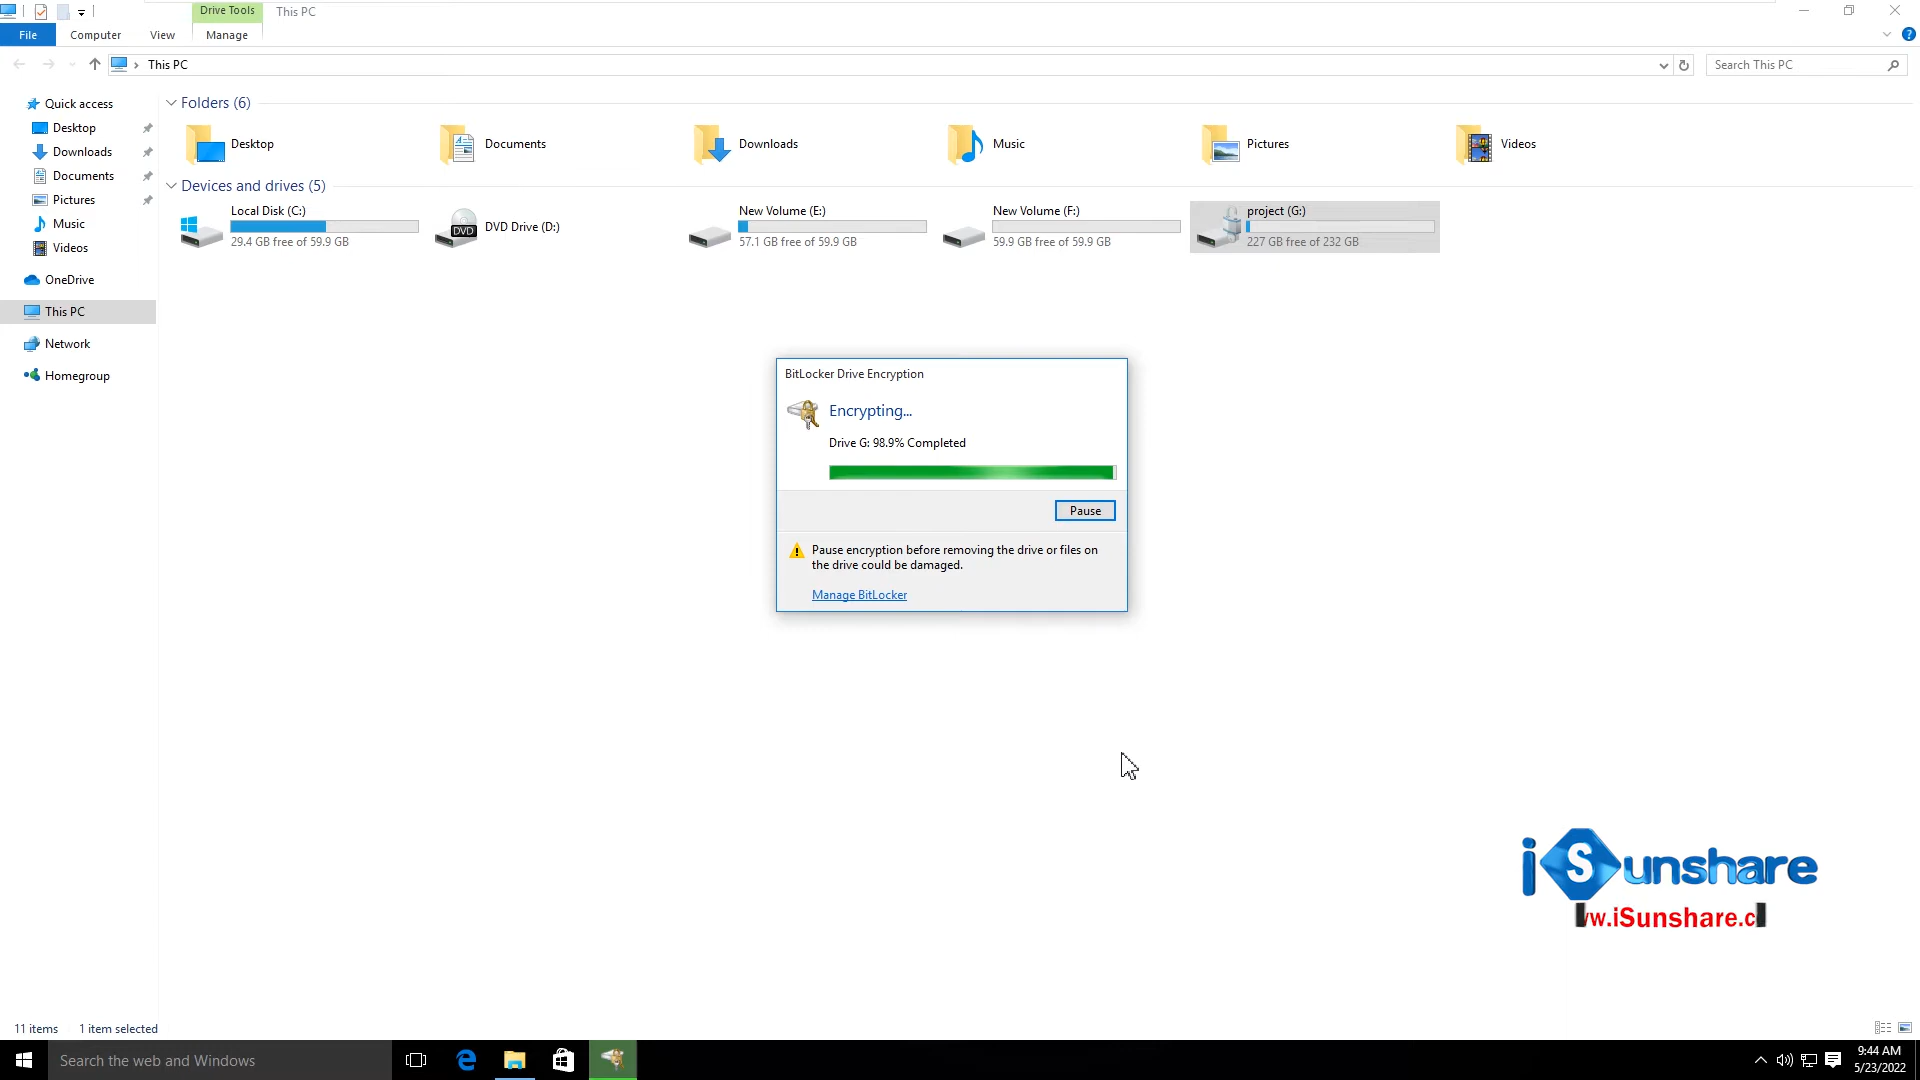 Drive Tools
This PC
File
Computer
View
Manage
This PC
Search This PC
Quick access
Desktop
Downloads
Documents
Pictures
Music
Videos
OneDrive
This PC
Network
Homegroup
Folders (6)
Desktop
Documents
Downloads
Music
Pictures
Videos
Devices and drives (5)
Local Disk (C:)
29.4 GB free of 59.9 GB
DVD
DVD Drive (D:)
New Volume (E:)
57.1 GB free of 59.9 GB
New Volume (F:)
59.9 GB free of 59.9 GB
project (G:)
227 GB free of 232 GB
BitLocker Drive Encryption
Encrypting...
Drive G: 98.9% Completed
Pause
Pause encryption before removing the drive or files on
the drive could be damaged.
Manage BitLocker
iSunshare
w.iSunshare.c
11 items
1 item selected
Search the web and Windows
9:44 AM
5/23/2022